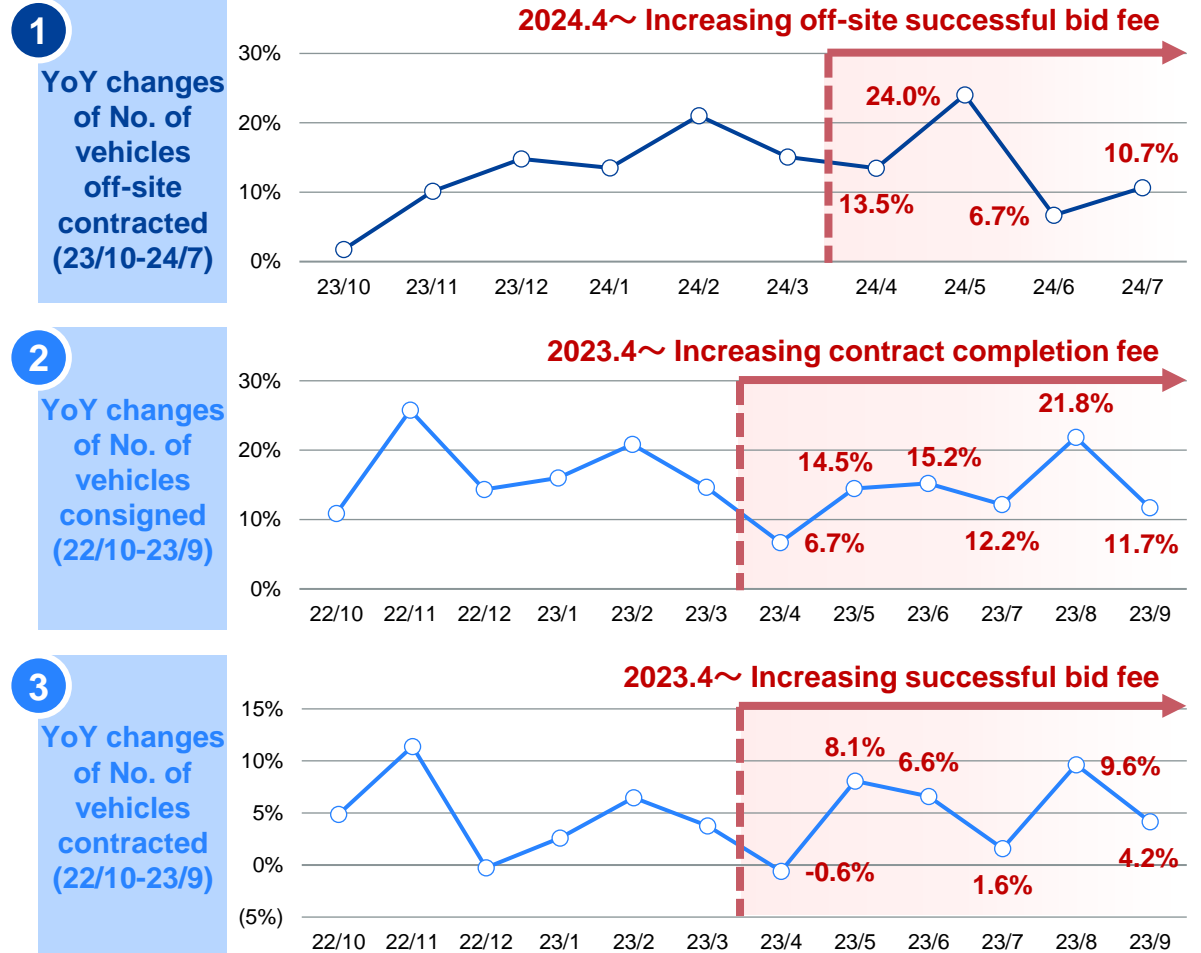 1
YoY changes
of No. of
vehicles
off-site
contracted
(23/10-24/7)
2024.4～ Increasing off-site successful bid fee
30%
20%
10%
0%
24.0%
10.7%
13.5%
6.7%
23/10 23/11 23/12 24/1 24/2 24/3 24/4 24/5 24/6 24/7
2
YoY changes
of No. of
vehicles
consigned
(22/10-23/9)
2023.4～ Increasing contract completion fee
30%
20%
10%
0%
21.8%
14.5% 15.2%
6.7% 12.2% 11.7%
22/10 22/11 22/12 23/1 23/2 23/3 23/4 23/5 23/6 23/7 23/8 23/9
3
YoY changes
of No. of
vehicles
contracted
(22/10-23/9)
2023.4～ Increasing successful bid fee
15%
10%
5%
0%
(5%)
8.1% 6.6% 9.6%
-0.6% 1.6% 4.2%
22/10 22/11 22/12 23/1 23/2 23/3 23/4 23/5 23/6 23/7 23/8 23/9